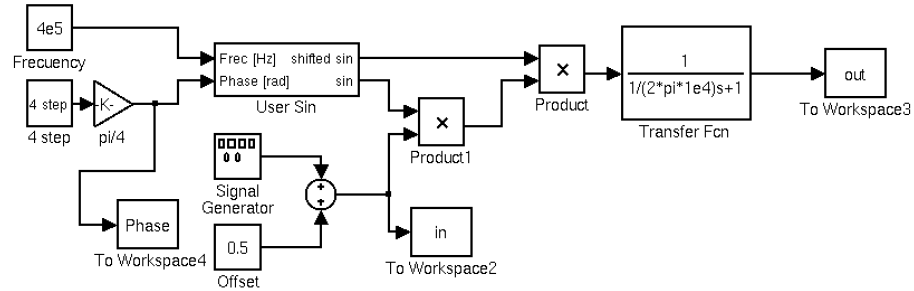 4e5
Frecuency
4 step
4 step
-K-
pi/4
Frec [Hz]
shifted sin
Phase [rad]
sin
User Sin
×
Product1
×
Product
1
1/(2*pi*1e4)s+1
Transfer Fcn
out
To Workspace3
Signal
Generator
+
+
0.5
Offset
Phase
To Workspace4
in
To Workspace2